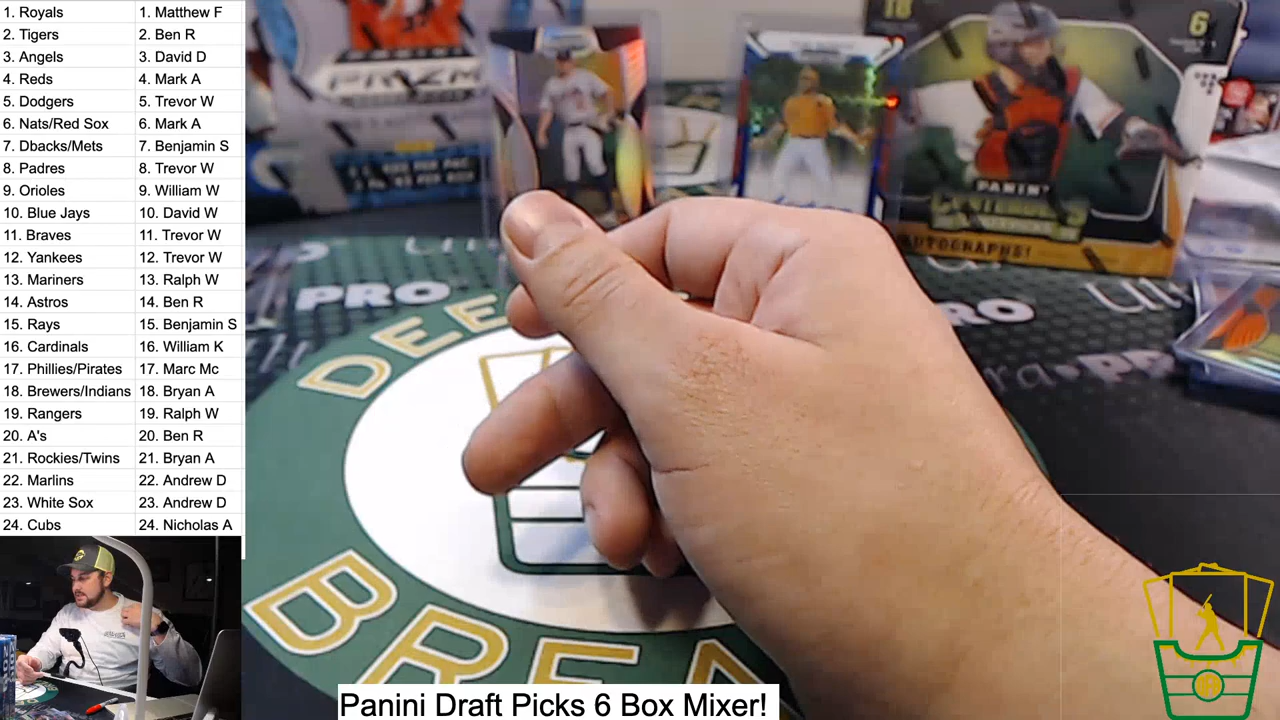 1. Royals 1. Matthew F
2. Tigers 2. Ben R
3. Angels 3. David D
4. Reds 4. Mark A
5. Dodgers 5. Trevor W
6. Nats/Red Sox 6. Mark A
7. Dbacks/Mets 7. Benjamin S
8. Padres 8. Trevor W
9. Orioles 9. William W
10. Blue Jays 10. David W
11. Braves 11. Trevor W
12. Yankees 12. Trevor W
13. Mariners 13. Ralph W
14. Astros 14. Ben R
15. Rays 15. Benjamin S
16. Cardinals 16. William K
17. Phillies/Pirates 17. Marc Mc
18. Brewers/Indians 18. Bryan A
19. Rangers 19. Ralph W
20. A's 20. Ben R
21. Rockies/Twins 21. Bryan A
22. Marlins 22. Andrew D
23. White Sox 23. Andrew D
24. Cubs 24. Nicholas A
PRIZM
18
6
PANINI
AUTOGRAPHS!
PRO
PRO
DEE
BREA
Panini Draft Picks 6 Box Mixer!